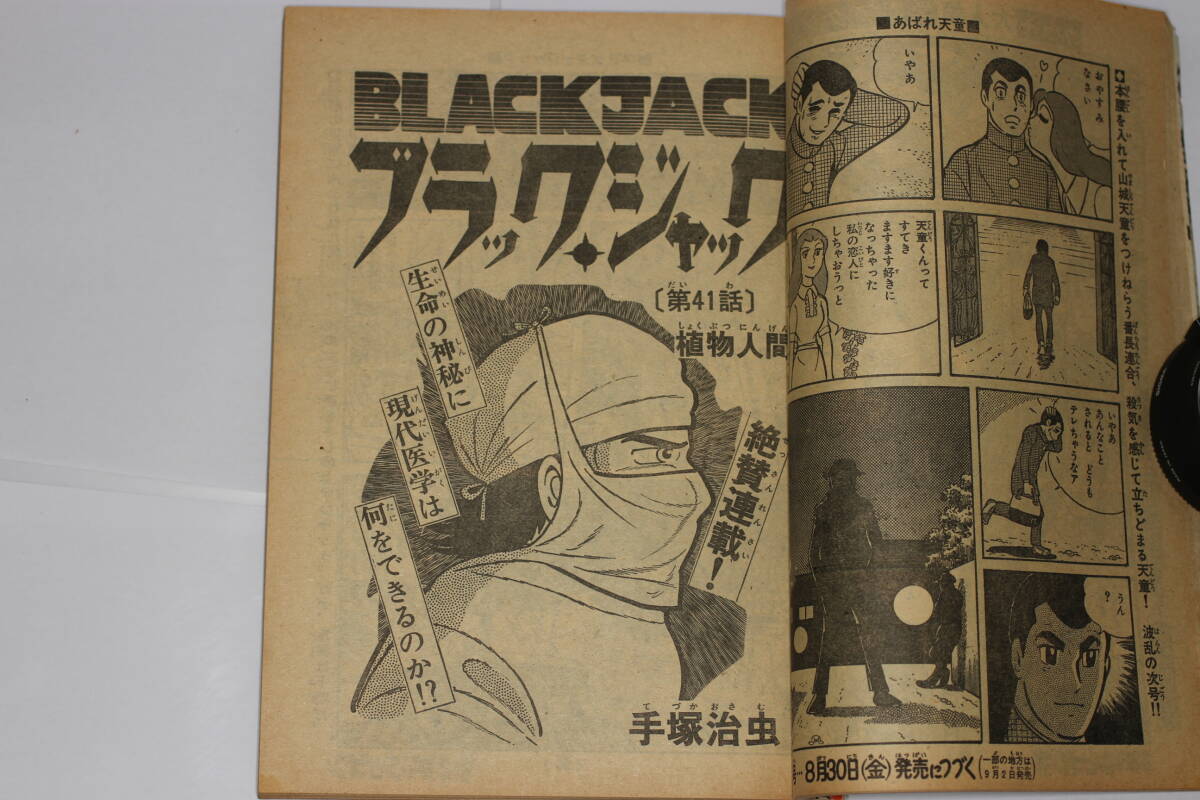 ■あばれ天童■
◆本腰を入れて山城天童をつけねらう番長連合、殺気を感じて立ちどまる天童！ 波乱の次号!!
おやすみ
なさい
いやあ
天童くんって
すてき
ますます好きに
なっちゃった
私の恋人に
しちゃおうっと
いやあ
あんなこと
されると どうも
テレちゃうなァ
うん
？
8月30日(金)発売につづく
(一部の地方は
9月2日発売)
BLACK JACK
ブラック・ジャック
〔第41話〕
植物人間
絶賛連載！
生命の神秘に
現代医学は
何をできるのか!?
手塚治虫